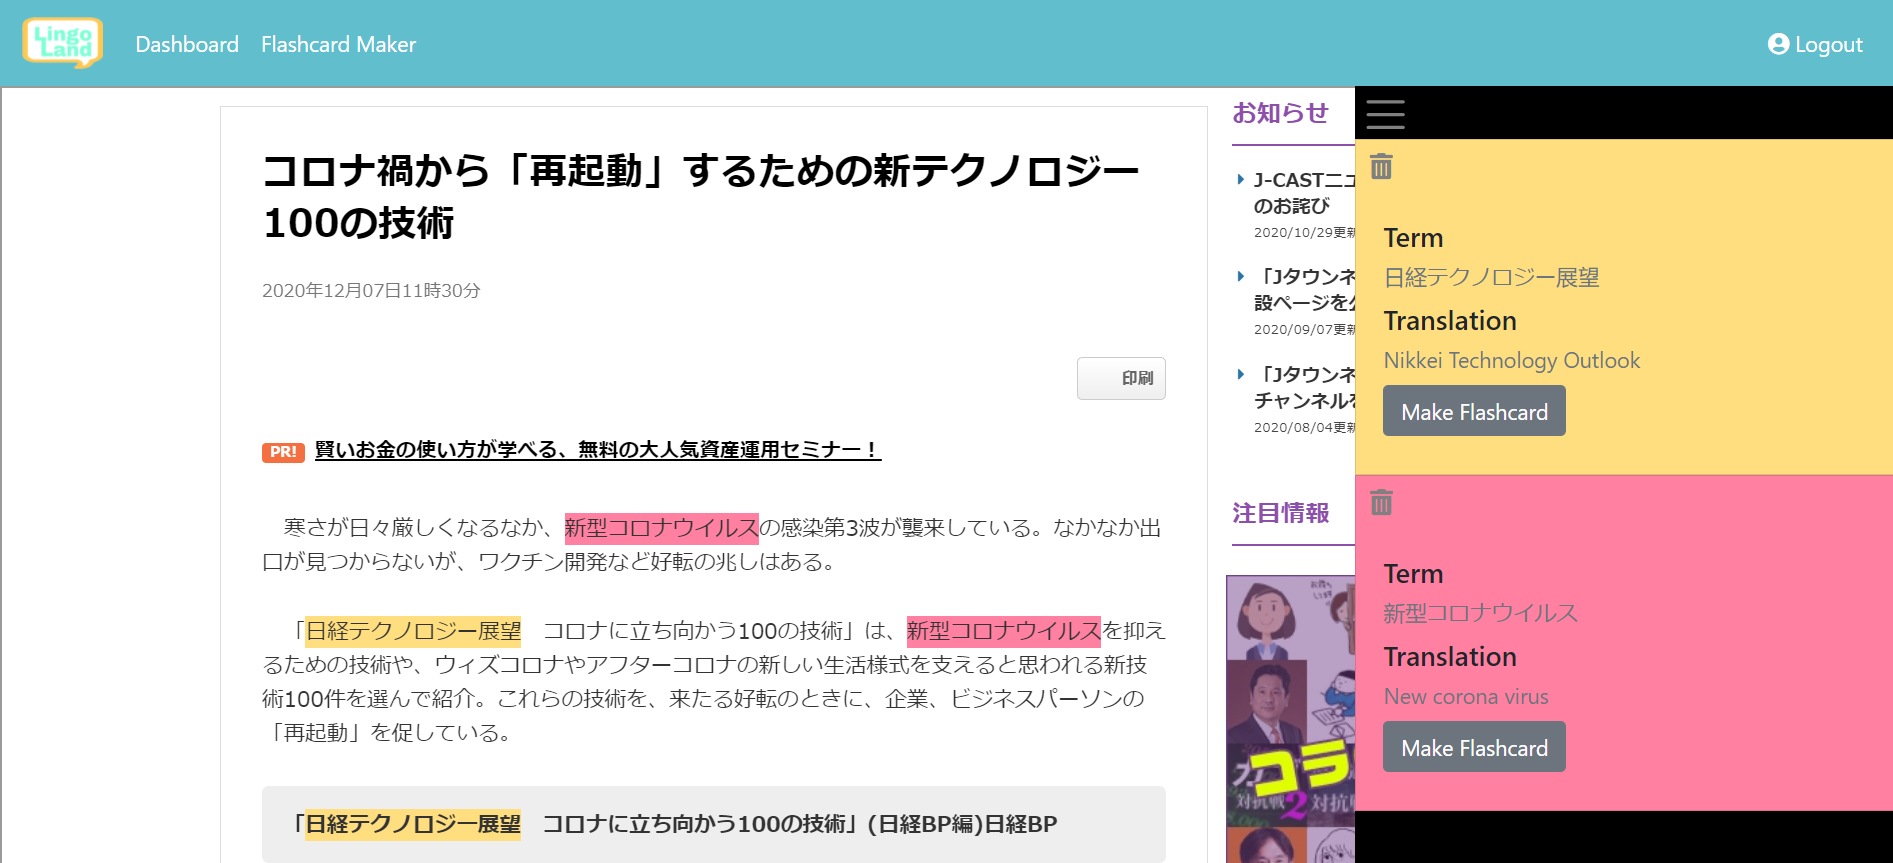 Lingo
Land
Dashboard
Flashcard Maker
Logout
コロナ禍から「再起動」するための新テクノロジー
100の技術
2020年12月07日11時30分
印刷
PR! 賢いお金の使い方が学べる、無料の大人気資産運用セミナー！
寒さが日々厳しくなるなか、新型コロナウイルスの感染第3波が襲来している。なかなか出
口が見つからないが、ワクチン開発など好転の兆しはある。
「日経テクノロジー展望　コロナに立ち向かう100の技術」は、新型コロナウイルスを抑え
るための技術や、ウィズコロナやアフターコロナの新しい生活様式を支えると思われる新技
術100件を選んで紹介。これらの技術を、来たる好転のときに、企業、ビジネスパーソンの
「再起動」を促している。
「日経テクノロジー展望　コロナに立ち向かう100の技術」(日経BP編)日経BP
お知らせ
J-CASTニュ
のお詫び
2020/10/29更新
「Jタウンネ
設ページを公
2020/09/07更新
「Jタウンネ
チャンネルを
2020/08/04更新
注目情報
コラ
対抗戦2 対抗戦
Term
日経テクノロジー展望
Translation
Nikkei Technology Outlook
Make Flashcard
Term
新型コロナウイルス
Translation
New corona virus
Make Flashcard